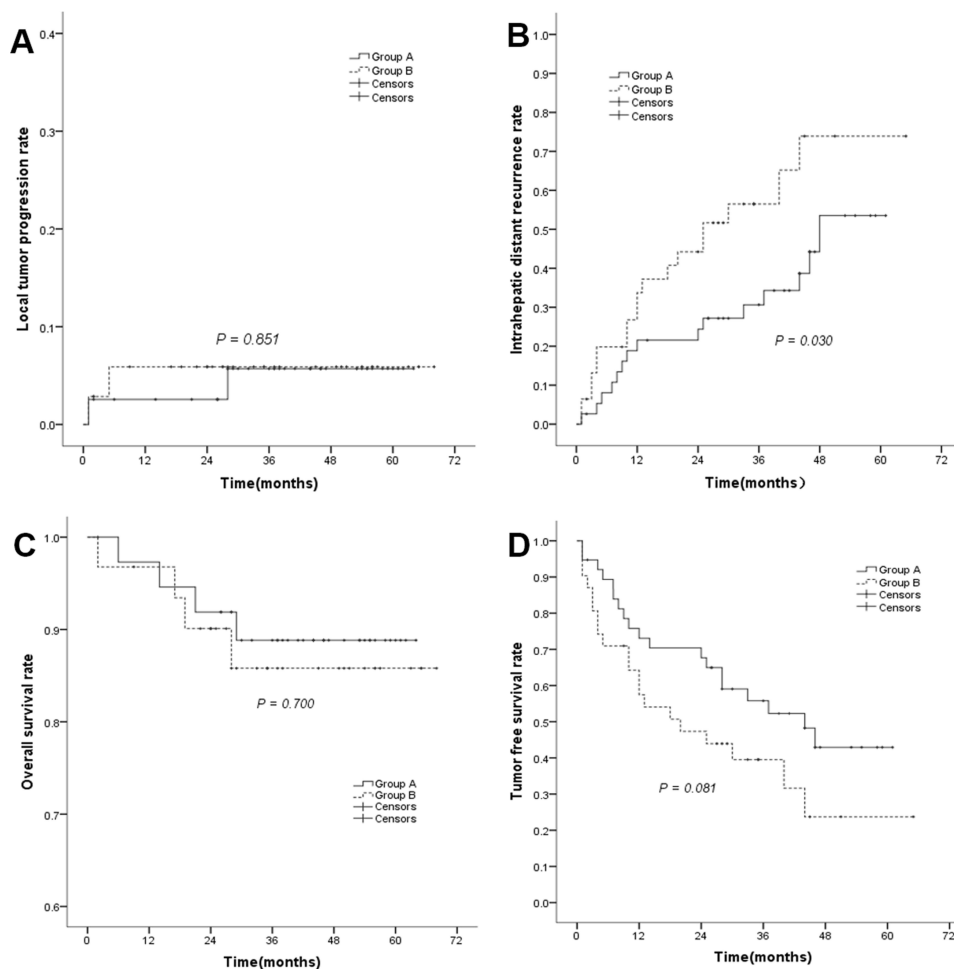 A
Group A
Group B
Censors
Censors
Local tumor progression rate
0.4
0.3
0.2
0.1
0.0
P = 0.851
0 12 24 36 48 60 72
Time(months)
B
Group A
Group B
Censors
Censors
Intrahepatic distant recurrence rate
1.0
0.9
0.8
0.7
0.6
0.5
0.4
0.3
0.2
0.1
0.0
P = 0.030
0 12 24 36 48 60 72
Time(months）
C
Overall survival rate
1.0
0.9
0.8
0.7
0.6
P = 0.700
Group A
Group B
Censors
Censors
0 12 24 36 48 60 72
Time(months)
D
Group A
Group B
Censors
Censors
Tumor free survival rate
1.0
0.9
0.8
0.7
0.6
0.5
0.4
0.3
0.2
0.1
0.0
P = 0.081
0 12 24 36 48 60 72
Time(months)